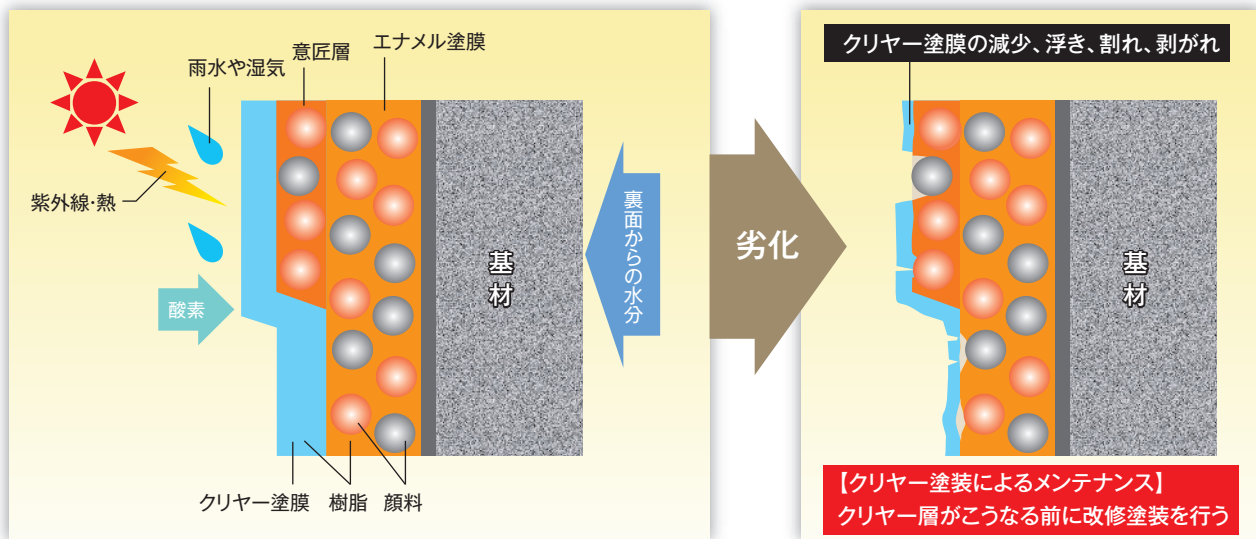 雨水や湿気
意匠層
エナメル塗膜
紫外線・熱
酸素
基材
裏面からの水分
クリヤー塗膜
樹脂
顔料
劣化
クリヤー塗膜の減少、浮き、割れ、剥がれ
基材
【クリヤー塗装によるメンテナンス】
クリヤー層がこうなる前に改修塗装を行う